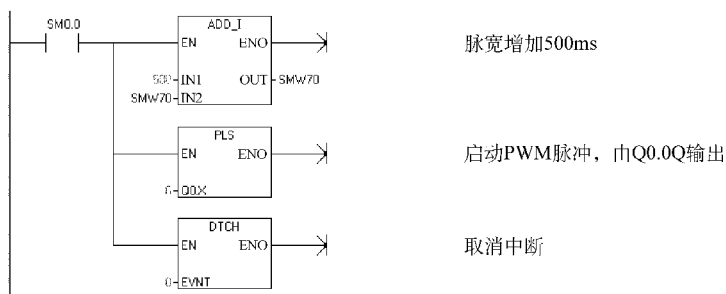 SM0.0
ADD_I
EN ENO
脉宽增加500ms
500 IN1 OUT SMW70
SMW70 IN2
PLS
EN ENO
启动PWM脉冲，由Q0.0Q输出
0 Q0.X
DTCH
EN ENO
取消中断
0 EVNT